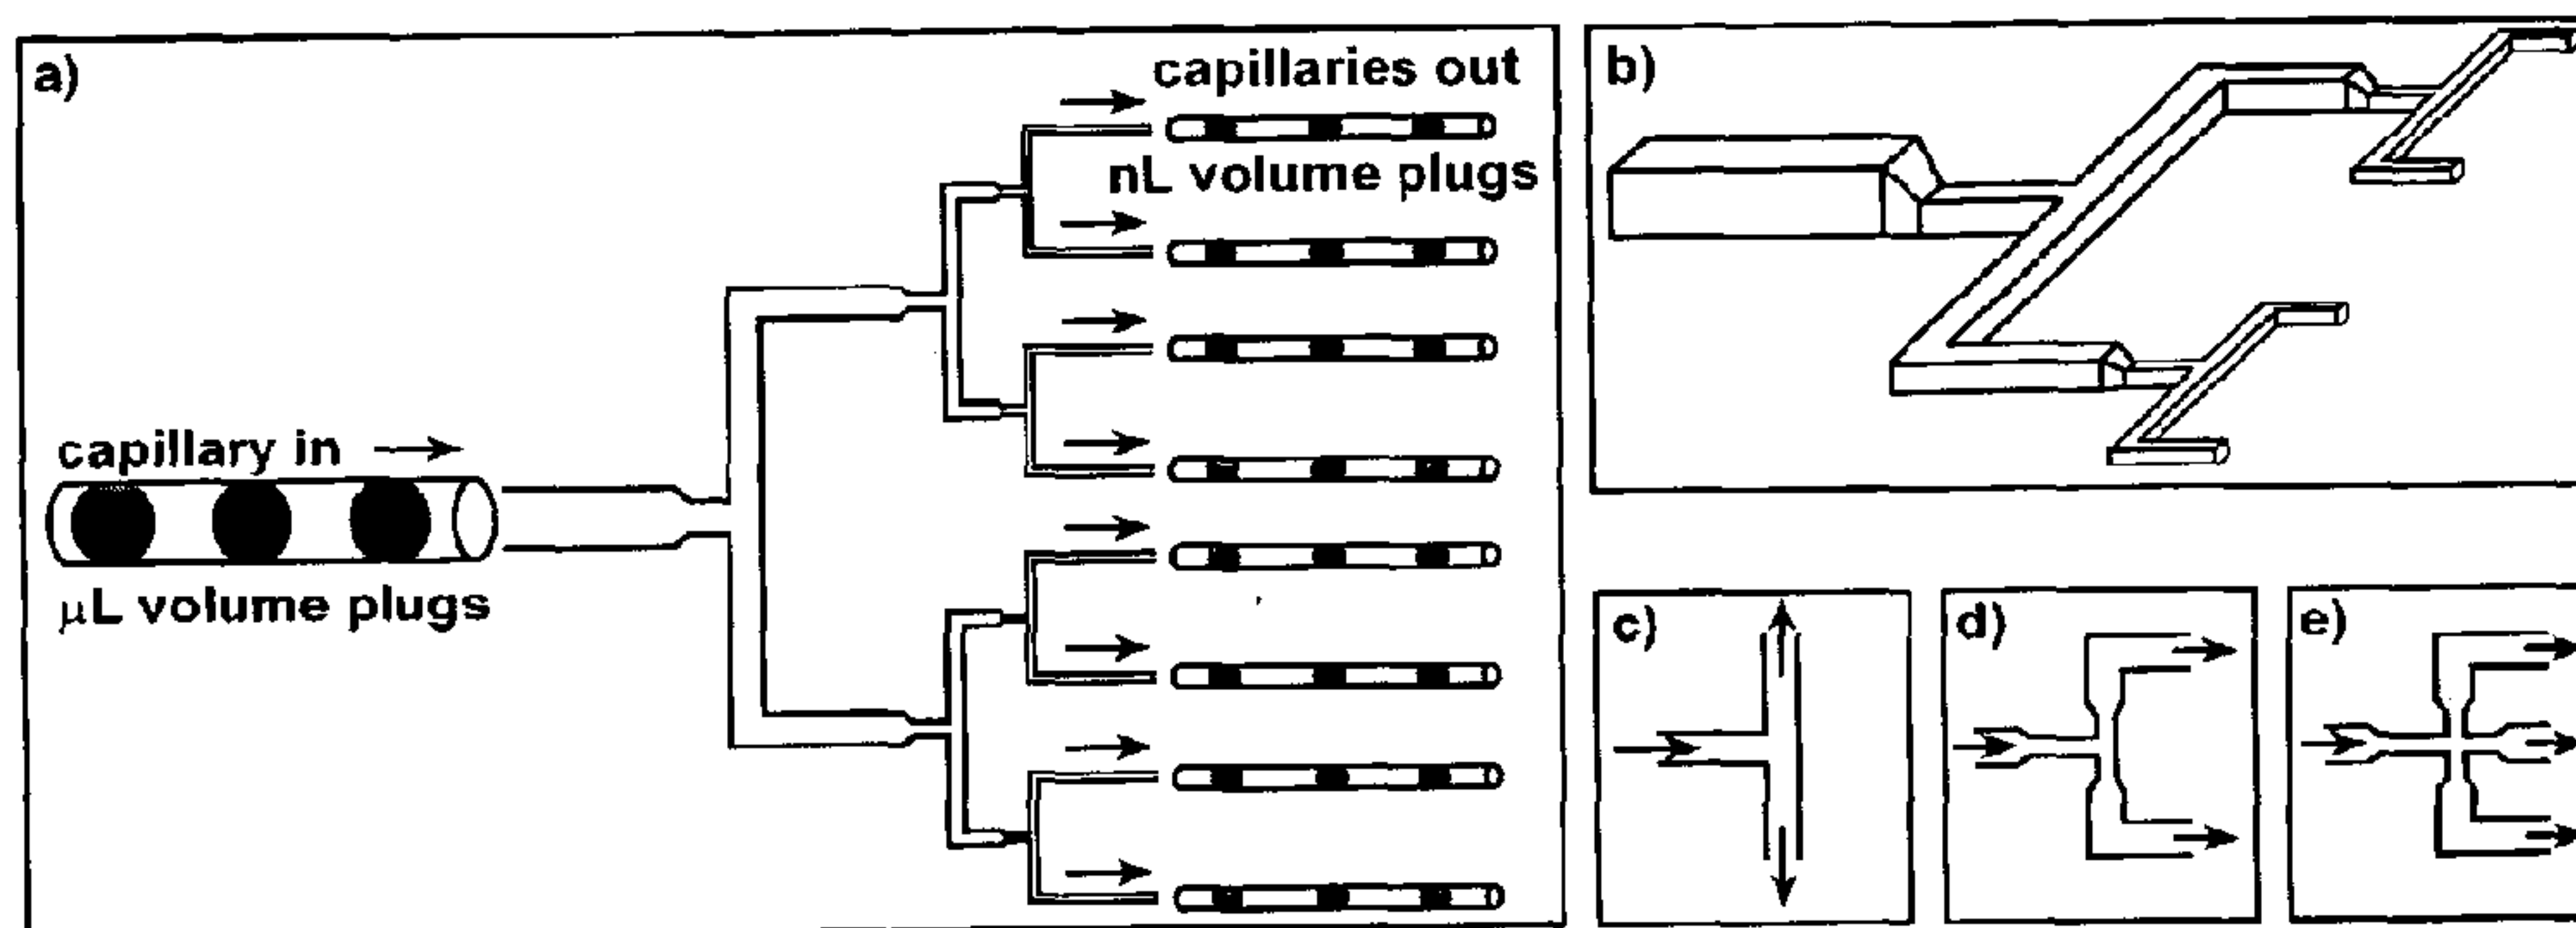 a)
capillaries out
nL volume plugs
capillary in
μL volume plugs
b)
c)
d)
e)